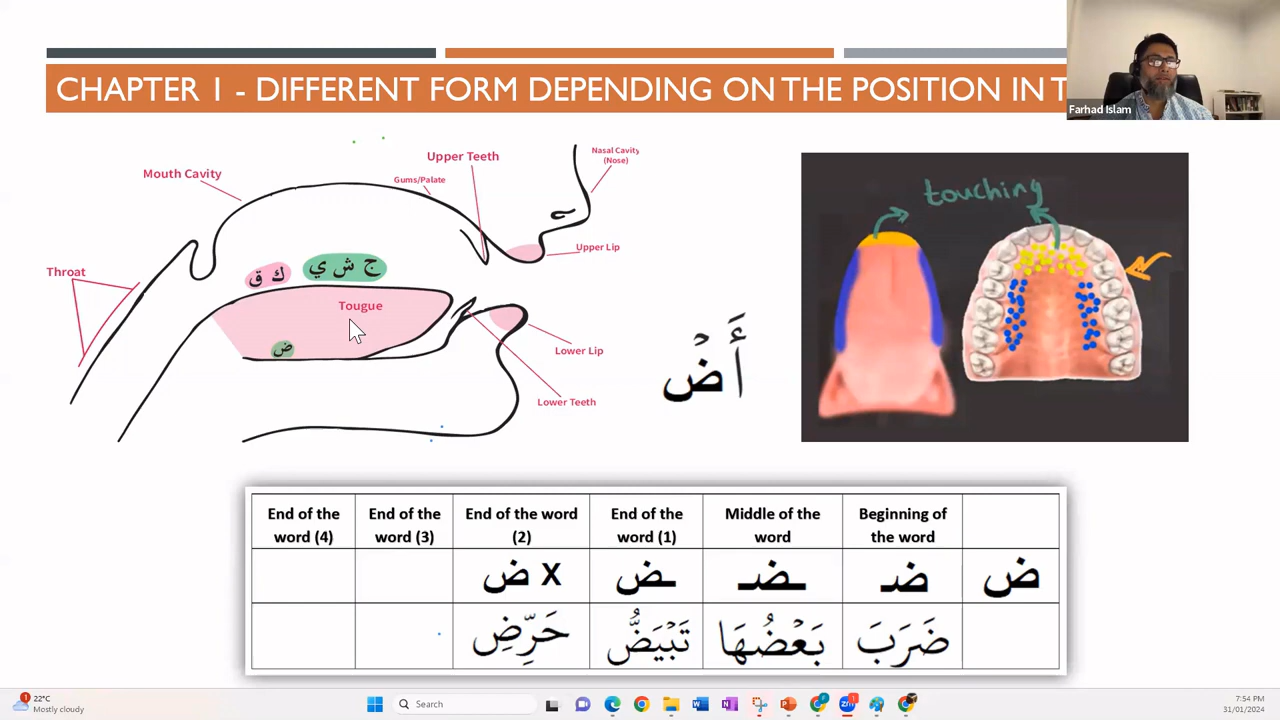 CHAPTER 1 - DIFFERENT FORM DEPENDING ON THE POSITION IN T
Farhad Islam
Mouth Cavity
Upper Teeth
Gums/Palate
Nasal Cavity
(Nose)
Upper Lip
Throat
ق ك
ي ش ج
Tougue
ض
Lower Lip
Lower Teeth
أَضْ
touching
End of the word (4) End of the word (3) End of the word (2) End of the word (1) Middle of the word Beginning of the word
ض ضـ ـضـ ـض X ض
ضَرَبَ بَعْضُهَا تَبْيَضُّ حَرِّضِ
1
22°C
Mostly cloudy
Search
7:54 PM
31/01/2024